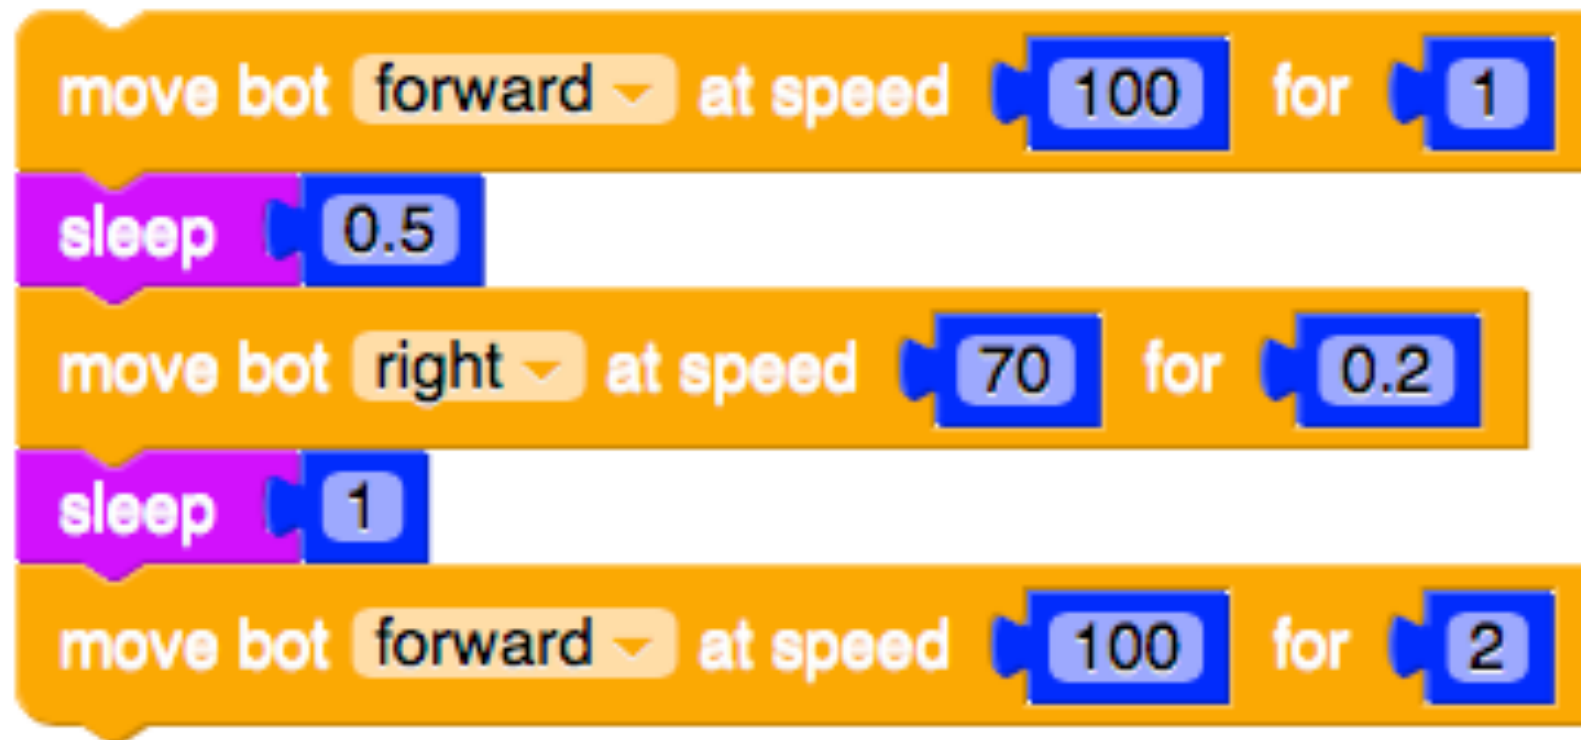 move bot forward at speed 100 for 1
sleep 0.5
move bot right at speed 70 for 0.2
sleep 1
move bot forward at speed 100 for 2